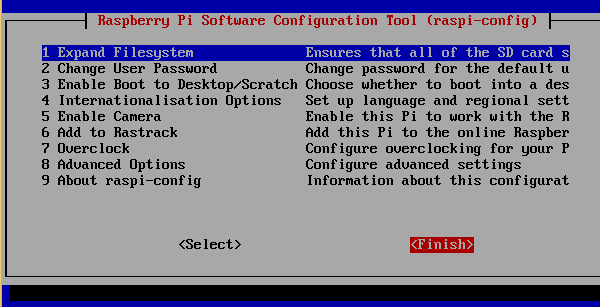 Raspberry Pi Software Configuration Tool (raspi-config)
1 Expand Filesystem Ensures that all of the SD card s
2 Change User Password Change password for the default u
3 Enable Boot to Desktop/Scratch Choose whether to boot into a des
4 Internationalisation Options Set up language and regional sett
5 Enable Camera Enable this Pi to work with the R
6 Add to Rastrack Add this Pi to the online Raspber
7 Overclock Configure overclocking for your P
8 Advanced Options Configure advanced settings
9 About raspi-config Information about this configurat
<Select> <Finish>